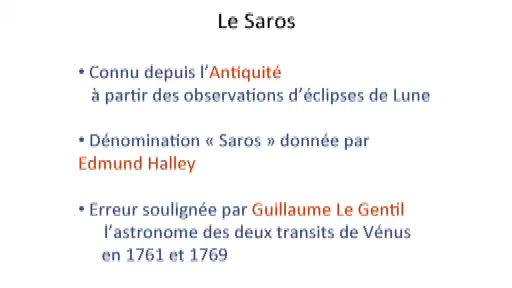 Le Saros
• Connu depuis l’Antiquité
à partir des observations d’éclipses de Lune
• Dénomination « Saros » donnée par
Edmund Halley
• Erreur soulignée par Guillaume Le Gentil
l’astronome des deux transits de Vénus
en 1761 et 1769